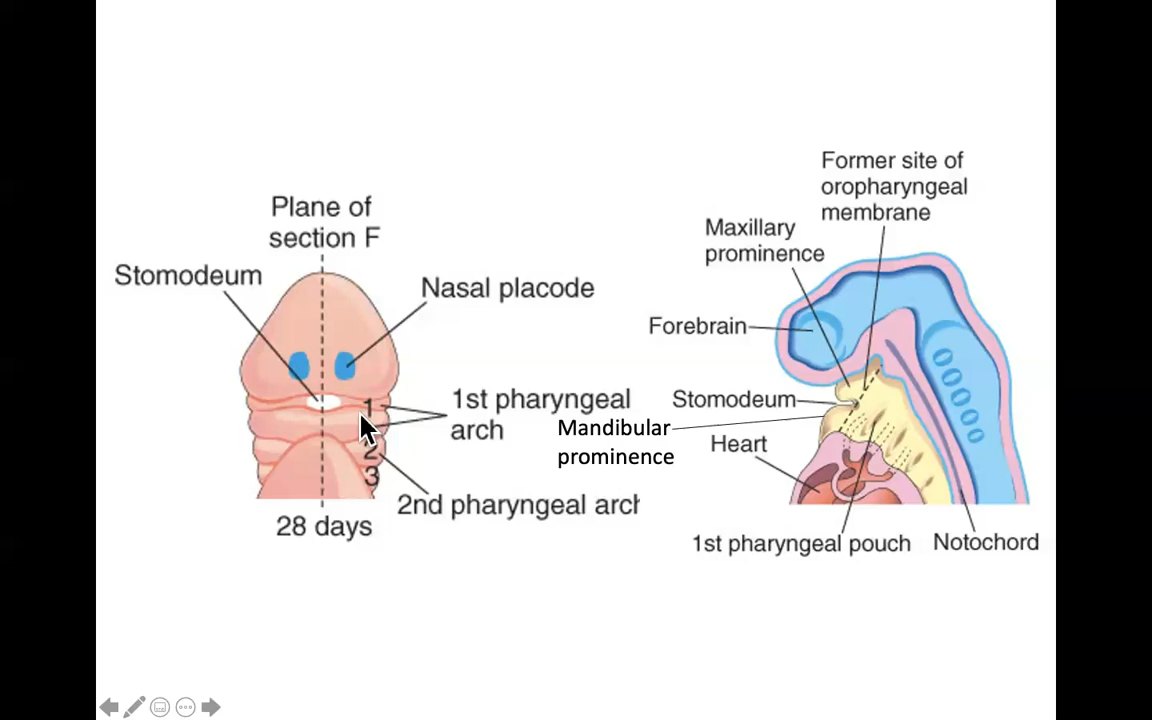 Plane of
section F
Stomodeum
Nasal placode
1
1st pharyngeal
arch
2
3
2nd pharyngeal arch
28 days
Former site of
oropharyngeal
membrane
Maxillary
prominence
Forebrain
Stomodeum
Mandibular
prominence
Heart
1st pharyngeal pouch
Notochord